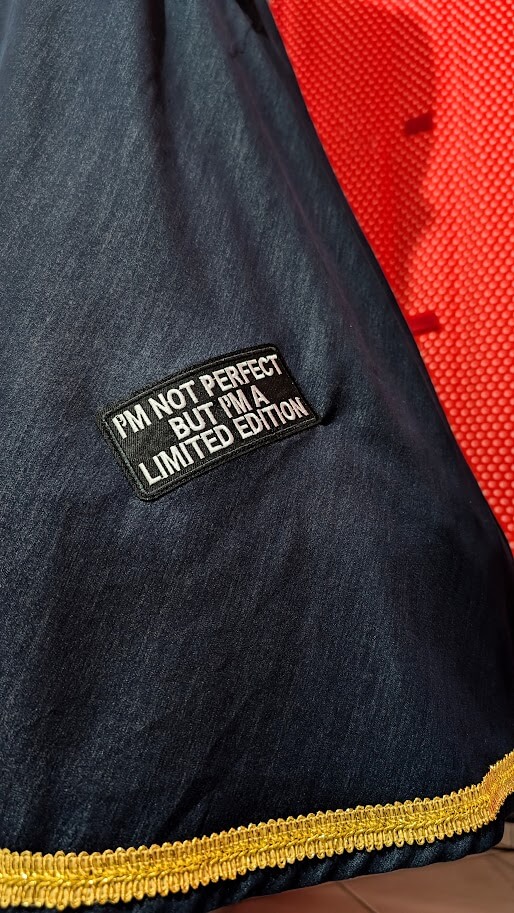 I'M NOT PERFECT
BUT I'M A
LIMITED EDITION